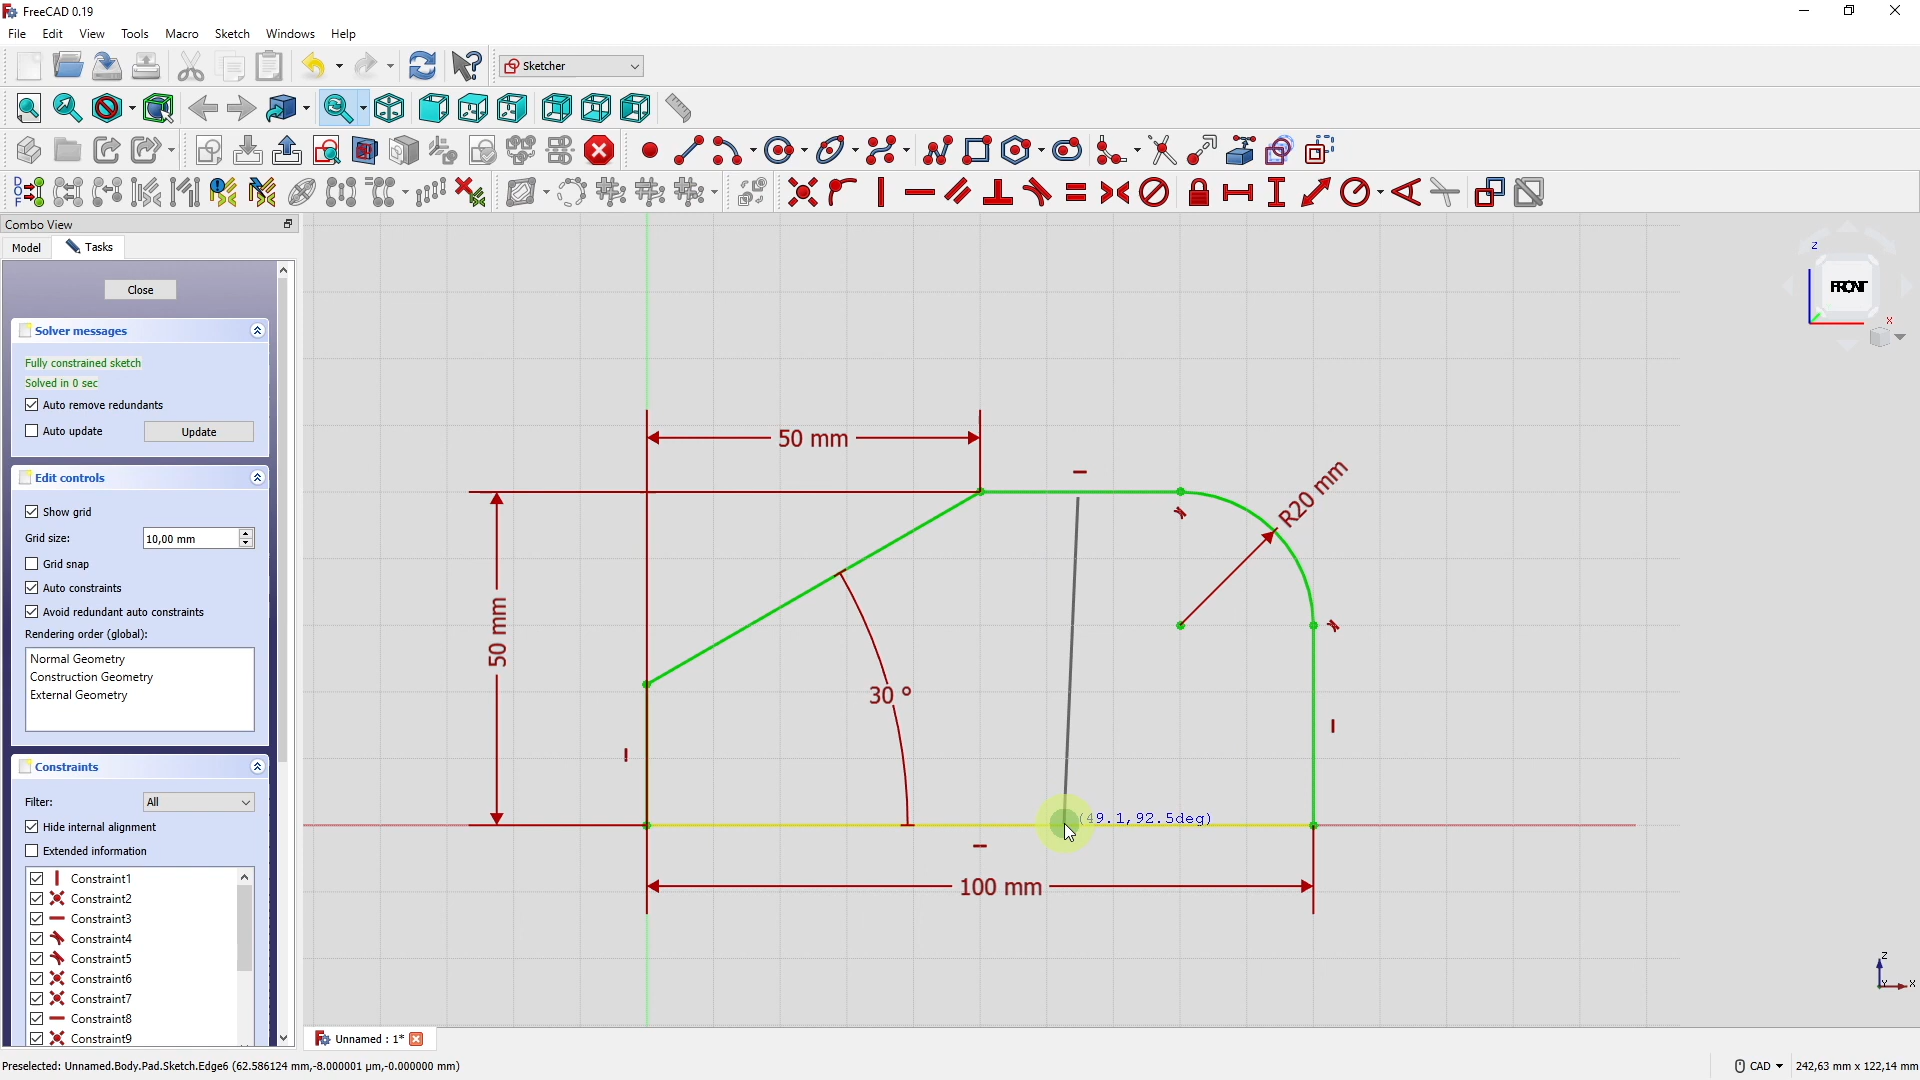 FreeCAD 0.19
File Edit View Tools Macro Sketch Windows Help
Sketcher
Combo View
Model Tasks
Close
Solver messages
Fully constrained sketch
Solved in 0 sec
Auto remove redundants
Auto update Update
Edit controls
Show grid
Grid size: 10,00 mm
Grid snap
Auto constraints
Avoid redundant auto constraints
Rendering order (global):
Normal Geometry
Construction Geometry
External Geometry
Constraints
Filter: All
Hide internal alignment
Extended information
Constraint1
Constraint2
Constraint3
Constraint4
Constraint5
Constraint6
Constraint7
Constraint8
Constraint9
50 mm
R20 mm
50 mm
30 °
(49.1,92.5deg)
100 mm
Z
FRONT
X
Z
Y
X
Unnamed : 1*
Preselected: Unnamed.Body.Pad.Sketch.Edge6 (62.586124 mm,-8.000001 µm,-0.000000 mm)
CAD
242,63 mm x 122,14 mm